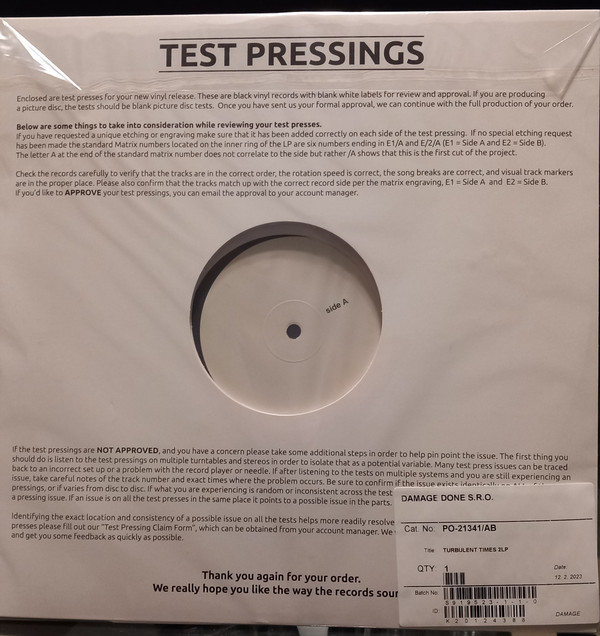 TEST PRESSINGS
Enclosed are test presses for your new vinyl release. These are black vinyl records with blank white labels for review and approval. If you are producing
a picture disc, the tests should be blank picture disc tests. Once you have sent us your formal approval, we can continue with the full production of your order.
Below are some things to take into consideration while reviewing your test presses.
If you have requested a unique etching or engraving make sure that it has been added correctly on each side of the test pressing. If no special etching request
has been made the standard Matrix numbers located on the inner ring of the LP are six numbers ending in E1/A and E/2/A (E1 = Side A and E2 = Side B).
The letter A at the end of the standard matrix number does not correlate to the side but rather /A shows that this is the first cut of the project.
Check the records carefully to verify that the tracks are in the correct order, the rotation speed is correct, the song breaks are correct, and visual track markers
are in the proper place. Please also confirm that the tracks match up with the correct record side per the matrix engraving, E1 = Side A and E2 = Side B.
If you'd like to APPROVE your test pressings, you can email the approval to your account manager.
side A
If the test pressings are NOT APPROVED, and you have a concern please take some additional steps in order to help pin point the issue. The first thing you
should do is listen to the test pressings on multiple turntables and stereos in order to isolate that as a potential variable. Many test press issues can be traced
back to an incorrect set up or a problem with the record player or needle. If after listening to the tests on multiple systems and you are still experiencing an
issue, take careful notes of the track number and exact times where the problem occurs. Be sure to confirm if the issue exists
pressings, or if varies from disc to disc. If what you are experiencing is random or inconsistent across the test
a pressing issue. If an issue is on all the test presses in the same place it points to a possible issue in the parts.
Identifying the exact location and consistency of a possible issue on all the tests helps more readily resolve
presses please fill out our "Test Pressing Claim Form", which can be obtained from your account manager. We
and get you some feedback as quickly as possible.
Thank you again for your order.
We really hope you like the way the records sour
DAMAGE DONE S.R.O.
Cat. No: PO-21341/AB
Title: TURBULENT TIMES 2LP
QTY: 1
Date:
12. 2. 2023
Batch No:
ID:
DAMAGE